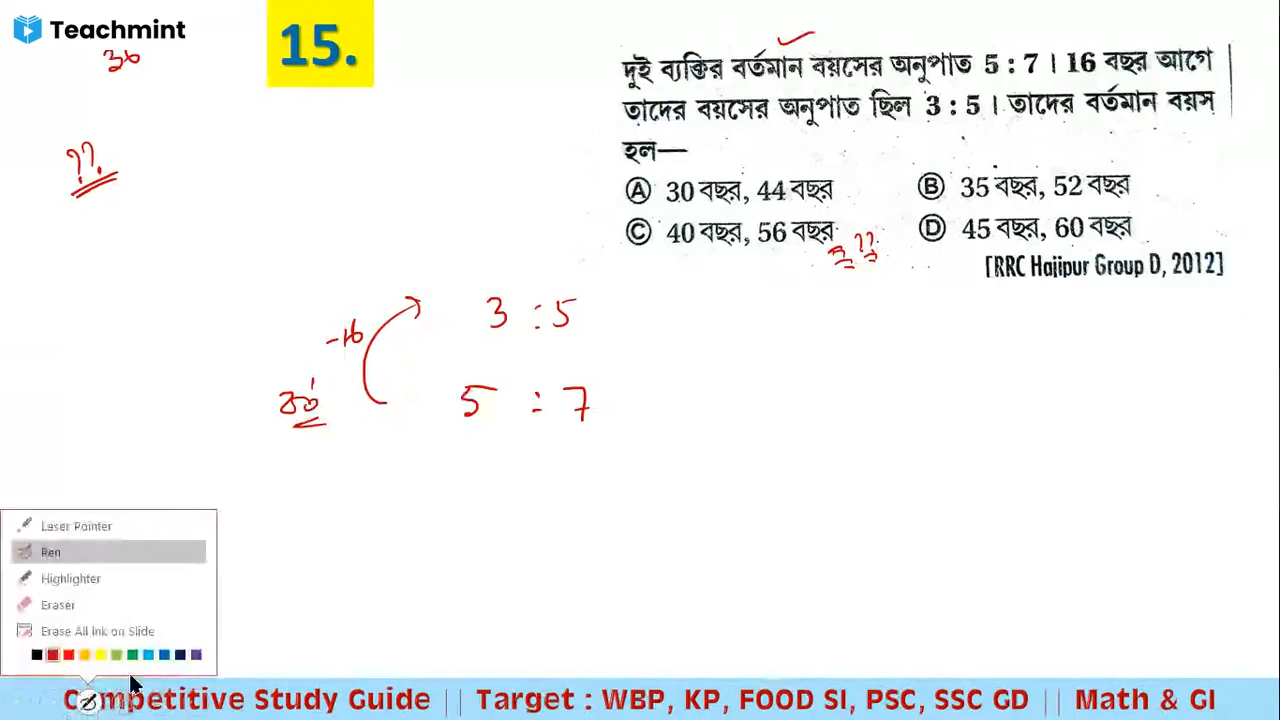 Teachmint
36
15.
দুই ব্যক্তির বর্তমান বয়সের অনুপাত 5 : 7 । 16 বছর আগে
তাদের বয়সের অনুপাত ছিল 3 : 5 । তাদের বর্তমান বয়স
হল—
Ⓐ 30 বছর, 44 বছর Ⓑ 35 বছর, 52 বছর
Ⓒ 40 বছর, 56 বছর Ⓓ 45 বছর, 60 বছর
[RRC Hajipur Group D, 2012]
??.
??
3 : 5
-16
5 : 7
Laser Pointer
Pen
Highlighter
Eraser
Erase All Ink on Slide
Competitive Study Guide || Target : WBP, KP, FOOD SI, PSC, SSC GD || Math & GI